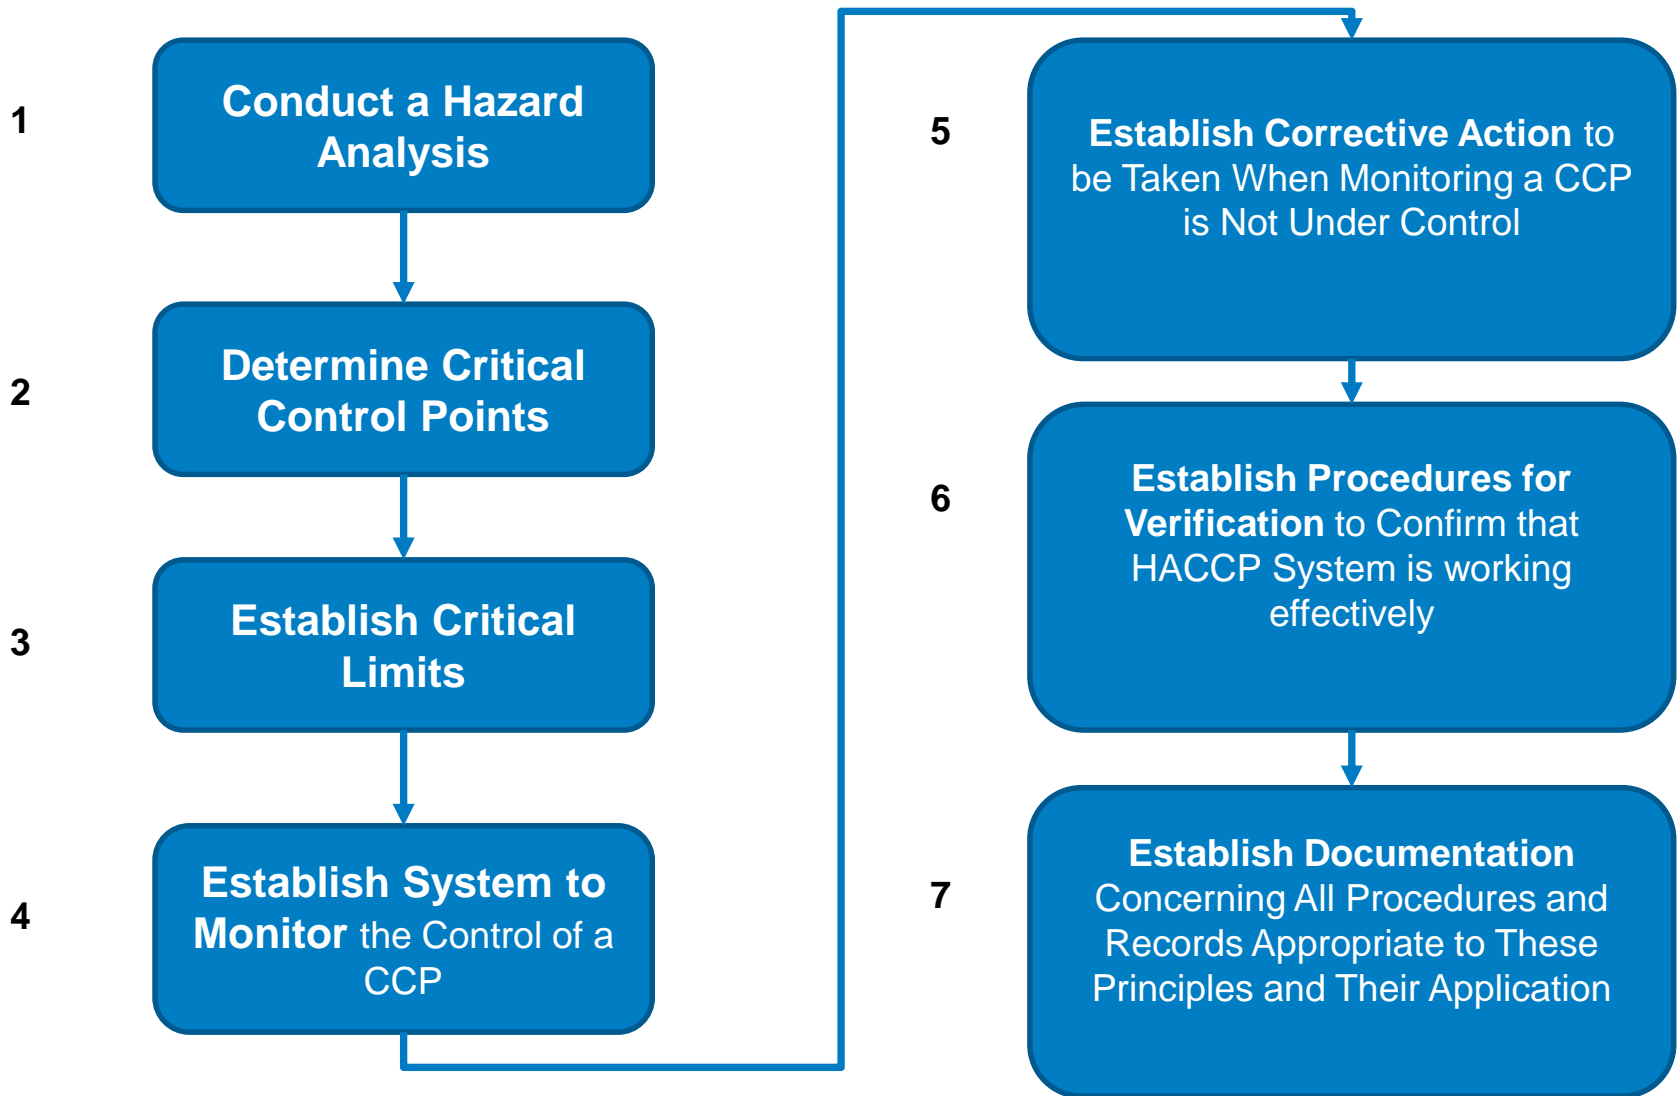 1
Conduct a Hazard
Analysis
2
Determine Critical
Control Points
3
Establish Critical
Limits
4
Establish System to
Monitor the Control of a
CCP
5
Establish Corrective Action to
be Taken When Monitoring a CCP
is Not Under Control
6
Establish Procedures for
Verification to Confirm that
HACCP System is working
effectively
7
Establish Documentation
Concerning All Procedures and
Records Appropriate to These
Principles and Their Application